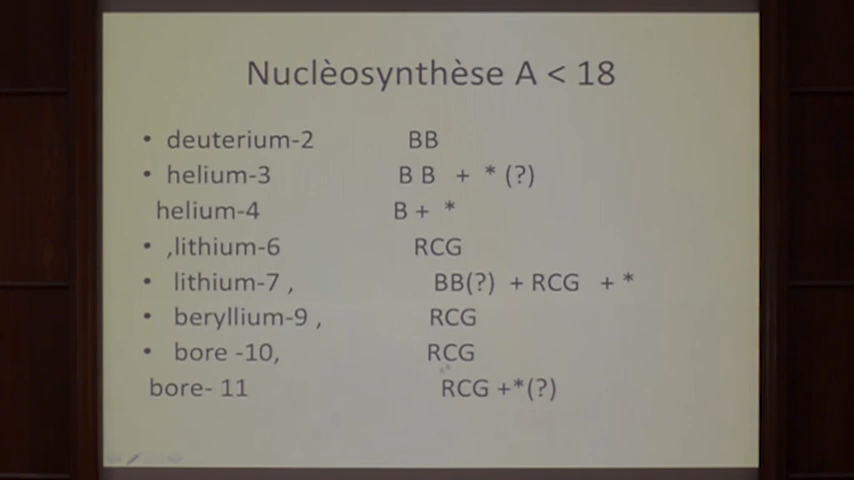 Nuclèosynthèse A < 18
• deuterium-2 BB
• helium-3 B B + * (?)
helium-4 B + *
• ,lithium-6 RCG
• lithium-7 , BB(?) + RCG + *
• beryllium-9 , RCG
• bore -10, RCG
bore- 11 RCG +*(?)